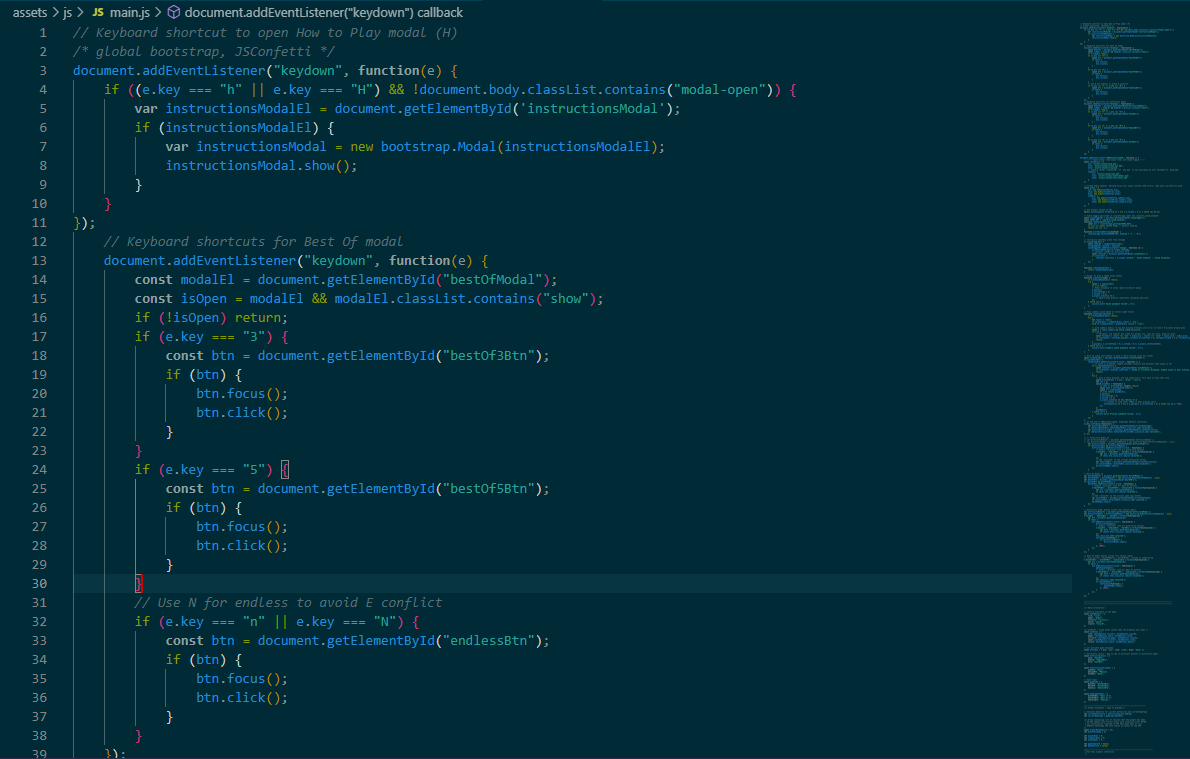 assets > js > JS main.js > document.addEventListener("keydown") callback
1 // Keyboard shortcut to open How to Play modal (H)
2 /* global bootstrap, JSConfetti */
3 document.addEventListener("keydown", function(e) {
4 if ((e.key === "h" || e.key === "H") && !document.body.classList.contains("modal-open")) {
5 var instructionsModalEl = document.getElementById('instructionsModal');
6 if (instructionsModalEl) {
7 var instructionsModal = new bootstrap.Modal(instructionsModalEl);
8 instructionsModal.show();
9 }
10 }
11 });
12 // Keyboard shortcuts for Best Of modal
13 document.addEventListener("keydown", function(e) {
14 const modalEl = document.getElementById("bestOfModal");
15 const isOpen = modalEl && modalEl.classList.contains("show");
16 if (!isOpen) return;
17 if (e.key === "3") {
18 const btn = document.getElementById("bestOf3Btn");
19 if (btn) {
20 btn.focus();
21 btn.click();
22 }
23 }
24 if (e.key === "5") {
25 const btn = document.getElementById("bestOf5Btn");
26 if (btn) {
27 btn.focus();
28 btn.click();
29 }
30 }
31 // Use N for endless to avoid E conflict
32 if (e.key === "n" || e.key === "N") {
33 const btn = document.getElementById("endlessBtn");
34 if (btn) {
35 btn.focus();
36 btn.click();
37 }
38 }
39 });